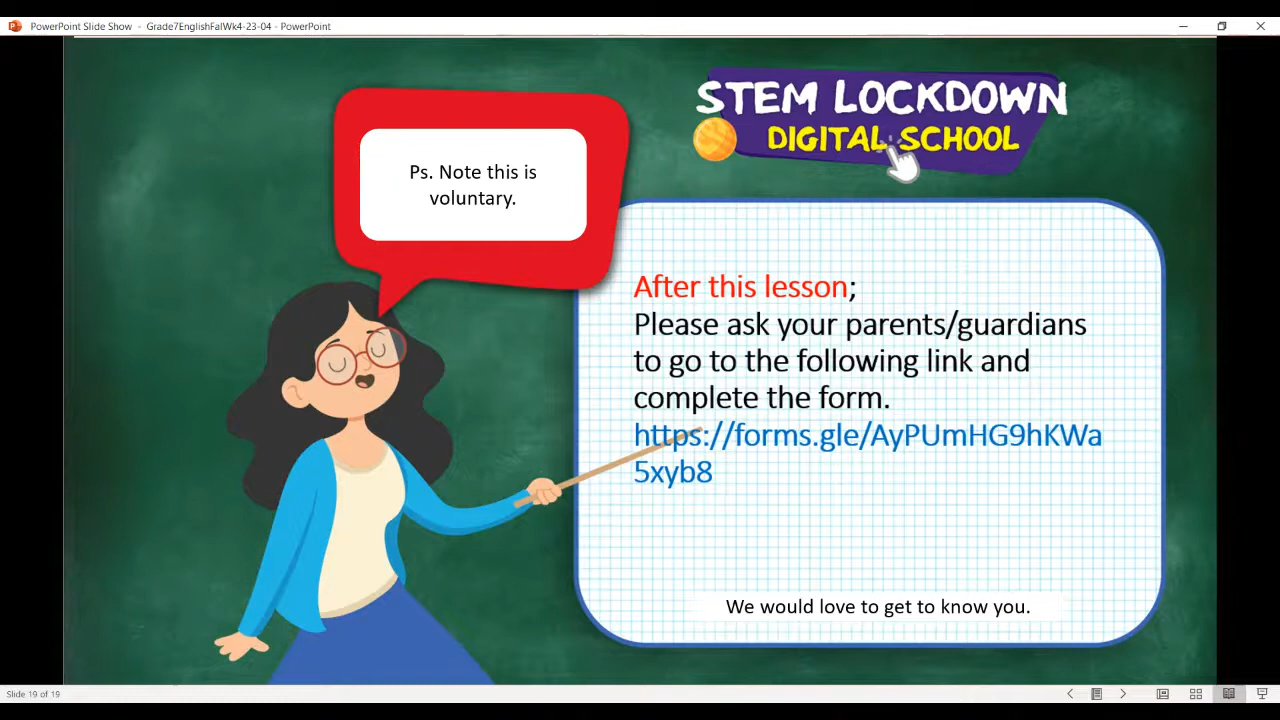 PowerPoint Slide Show - Grade7EnglishFalWk4-23-04 - PowerPoint
STEM LOCKDOWN
DIGITAL SCHOOL
Ps. Note this is
voluntary.
After this lesson;
Please ask your parents/guardians
to go to the following link and
complete the form.
https://forms.gle/AyPUmHG9hKWa
5xyb8
We would love to get to know you.
Slide 19 of 19